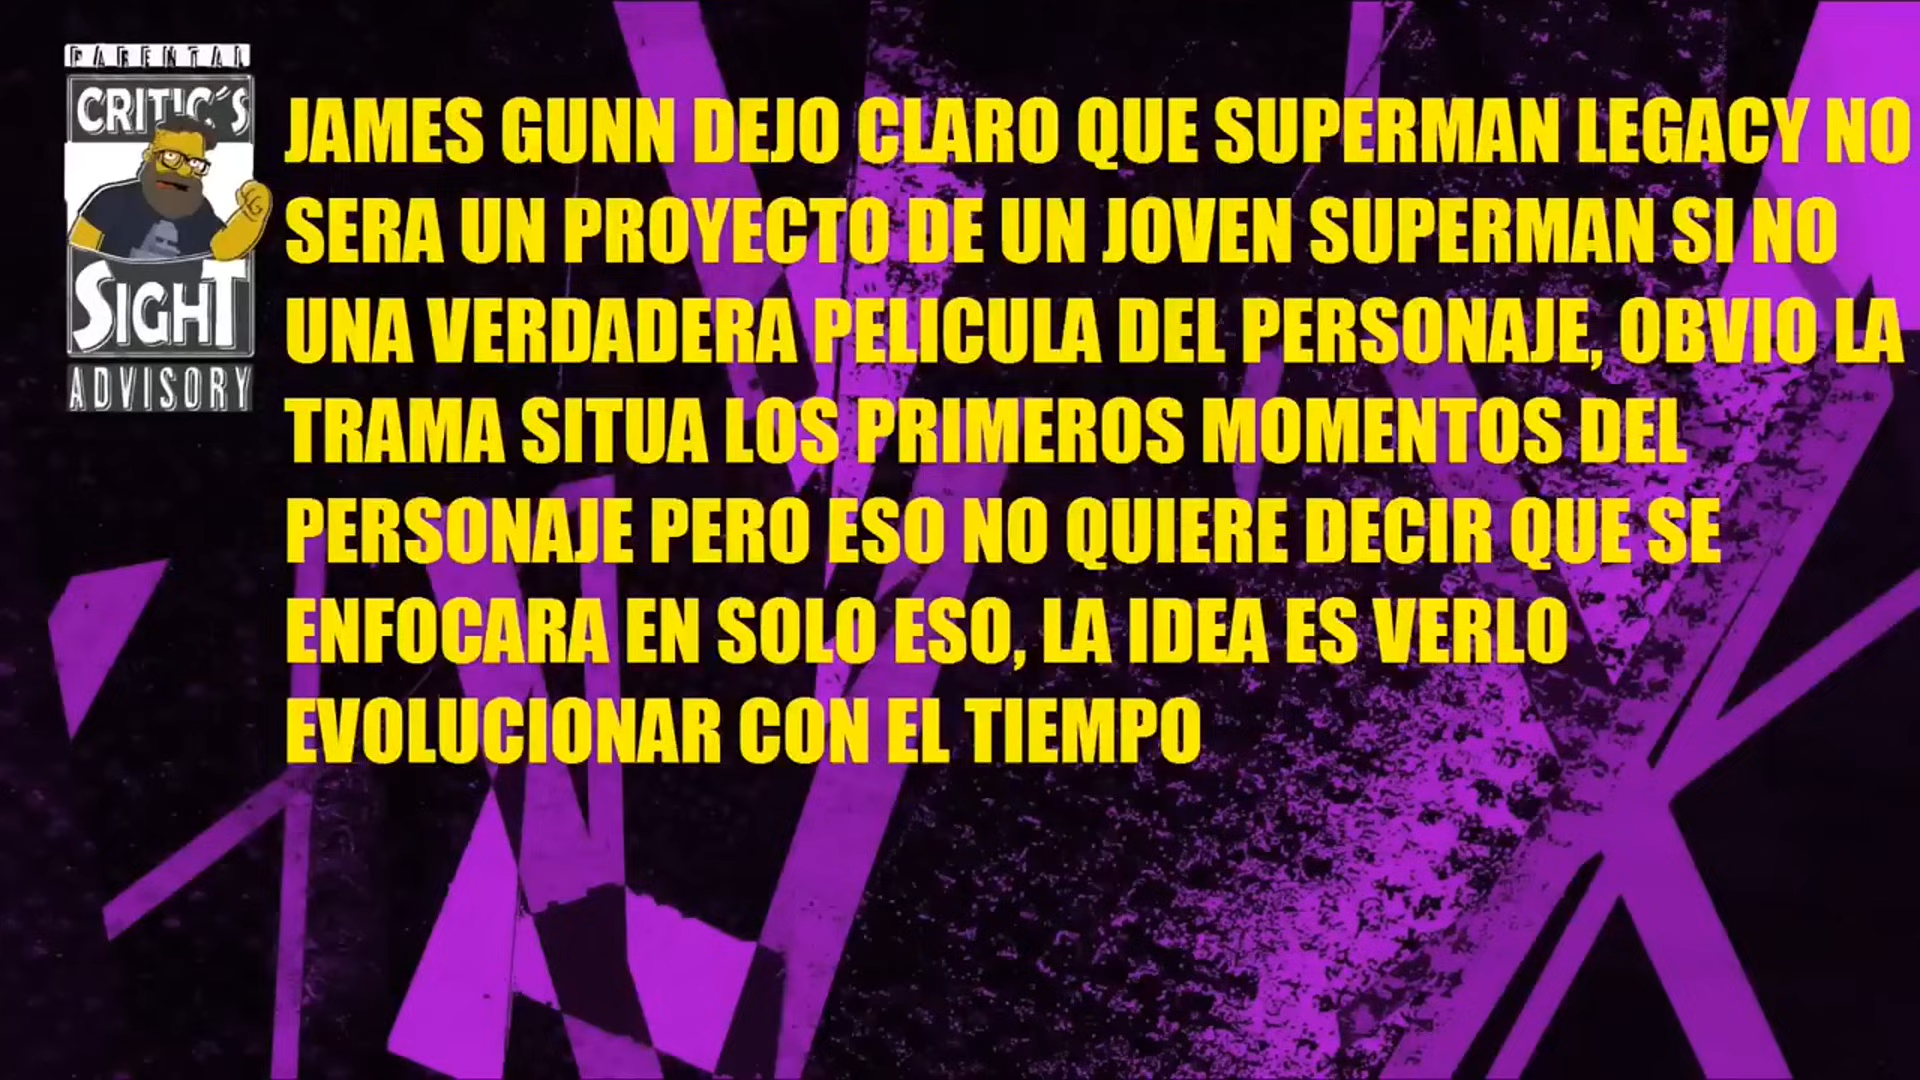 PARENTAL
CRITIC´S
SIGHT
ADVISORY
JAMES GUNN DEJO CLARO QUE SUPERMAN LEGACY NO
SERA UN PROYECTO DE UN JOVEN SUPERMAN SI NO
UNA VERDADERA PELICULA DEL PERSONAJE, OBVIO LA
TRAMA SITUA LOS PRIMEROS MOMENTOS DEL
PERSONAJE PERO ESO NO QUIERE DECIR QUE SE
ENFOCARA EN SOLO ESO, LA IDEA ES VERLO
EVOLUCIONAR CON EL TIEMPO